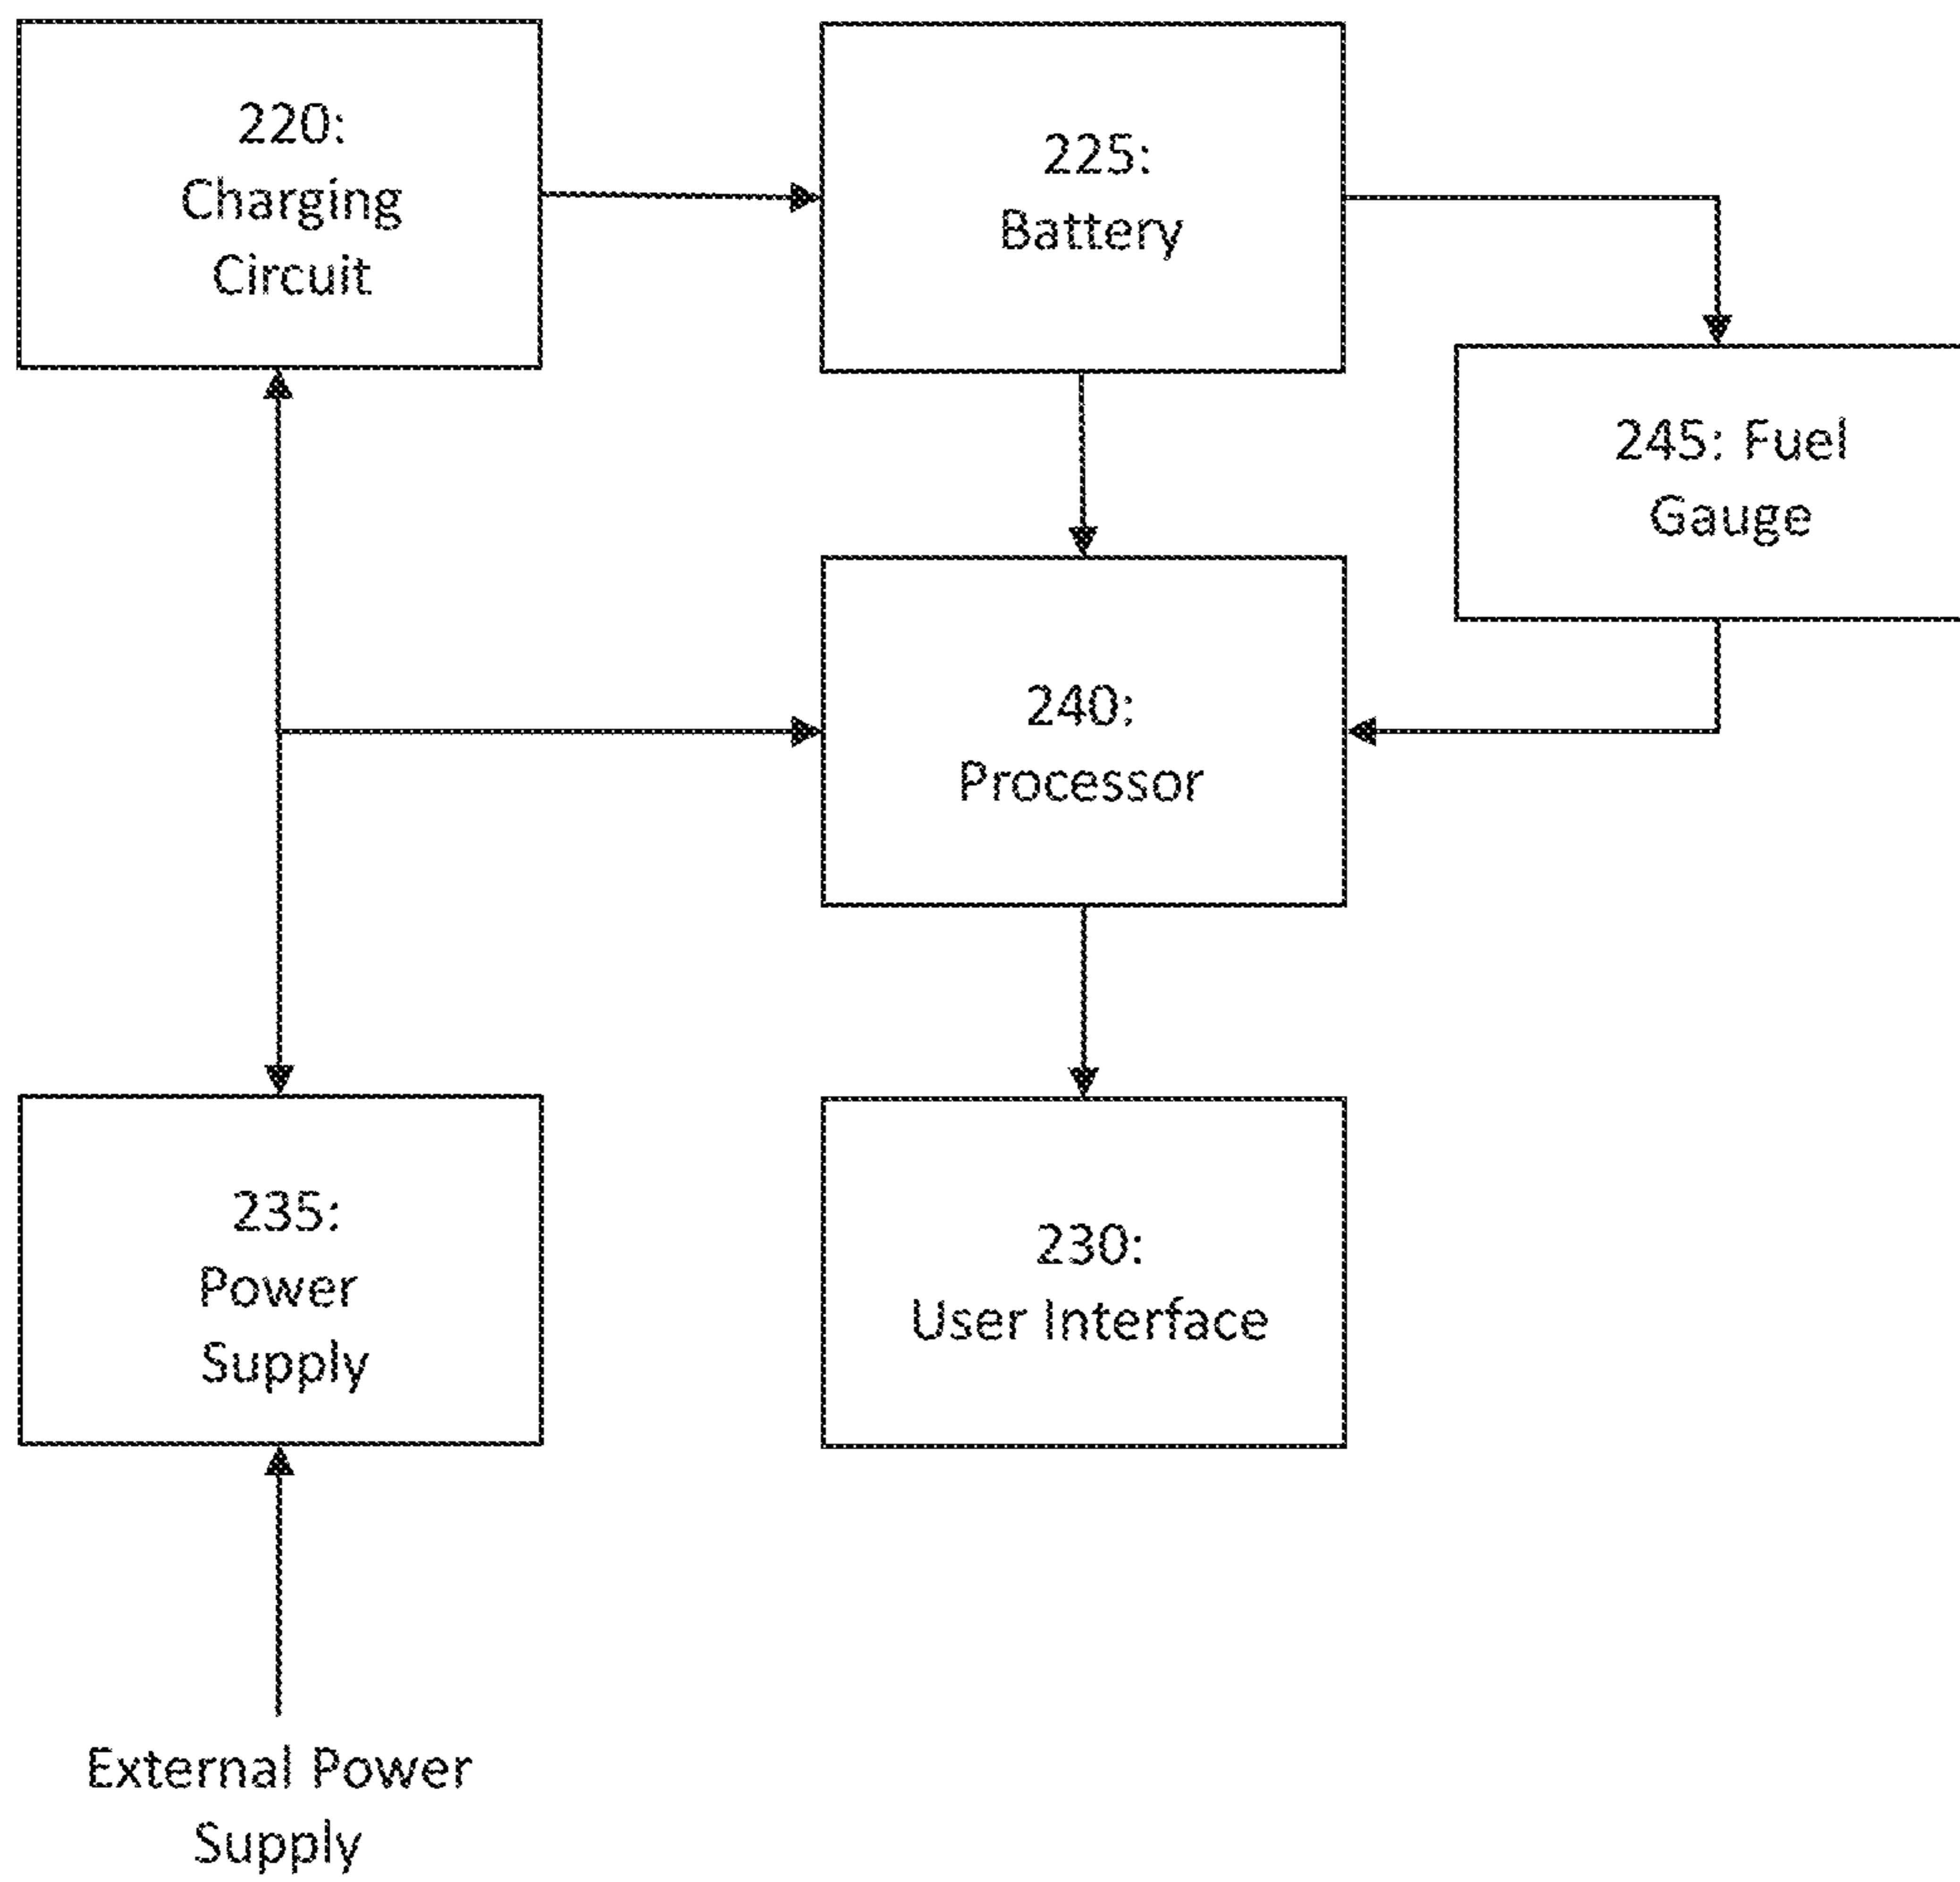 220:
Charging
Circuit
225:
Battery
245: Fuel
Gauge
240:
Processor
235:
Power
Supply
230:
User Interface
External Power
Supply